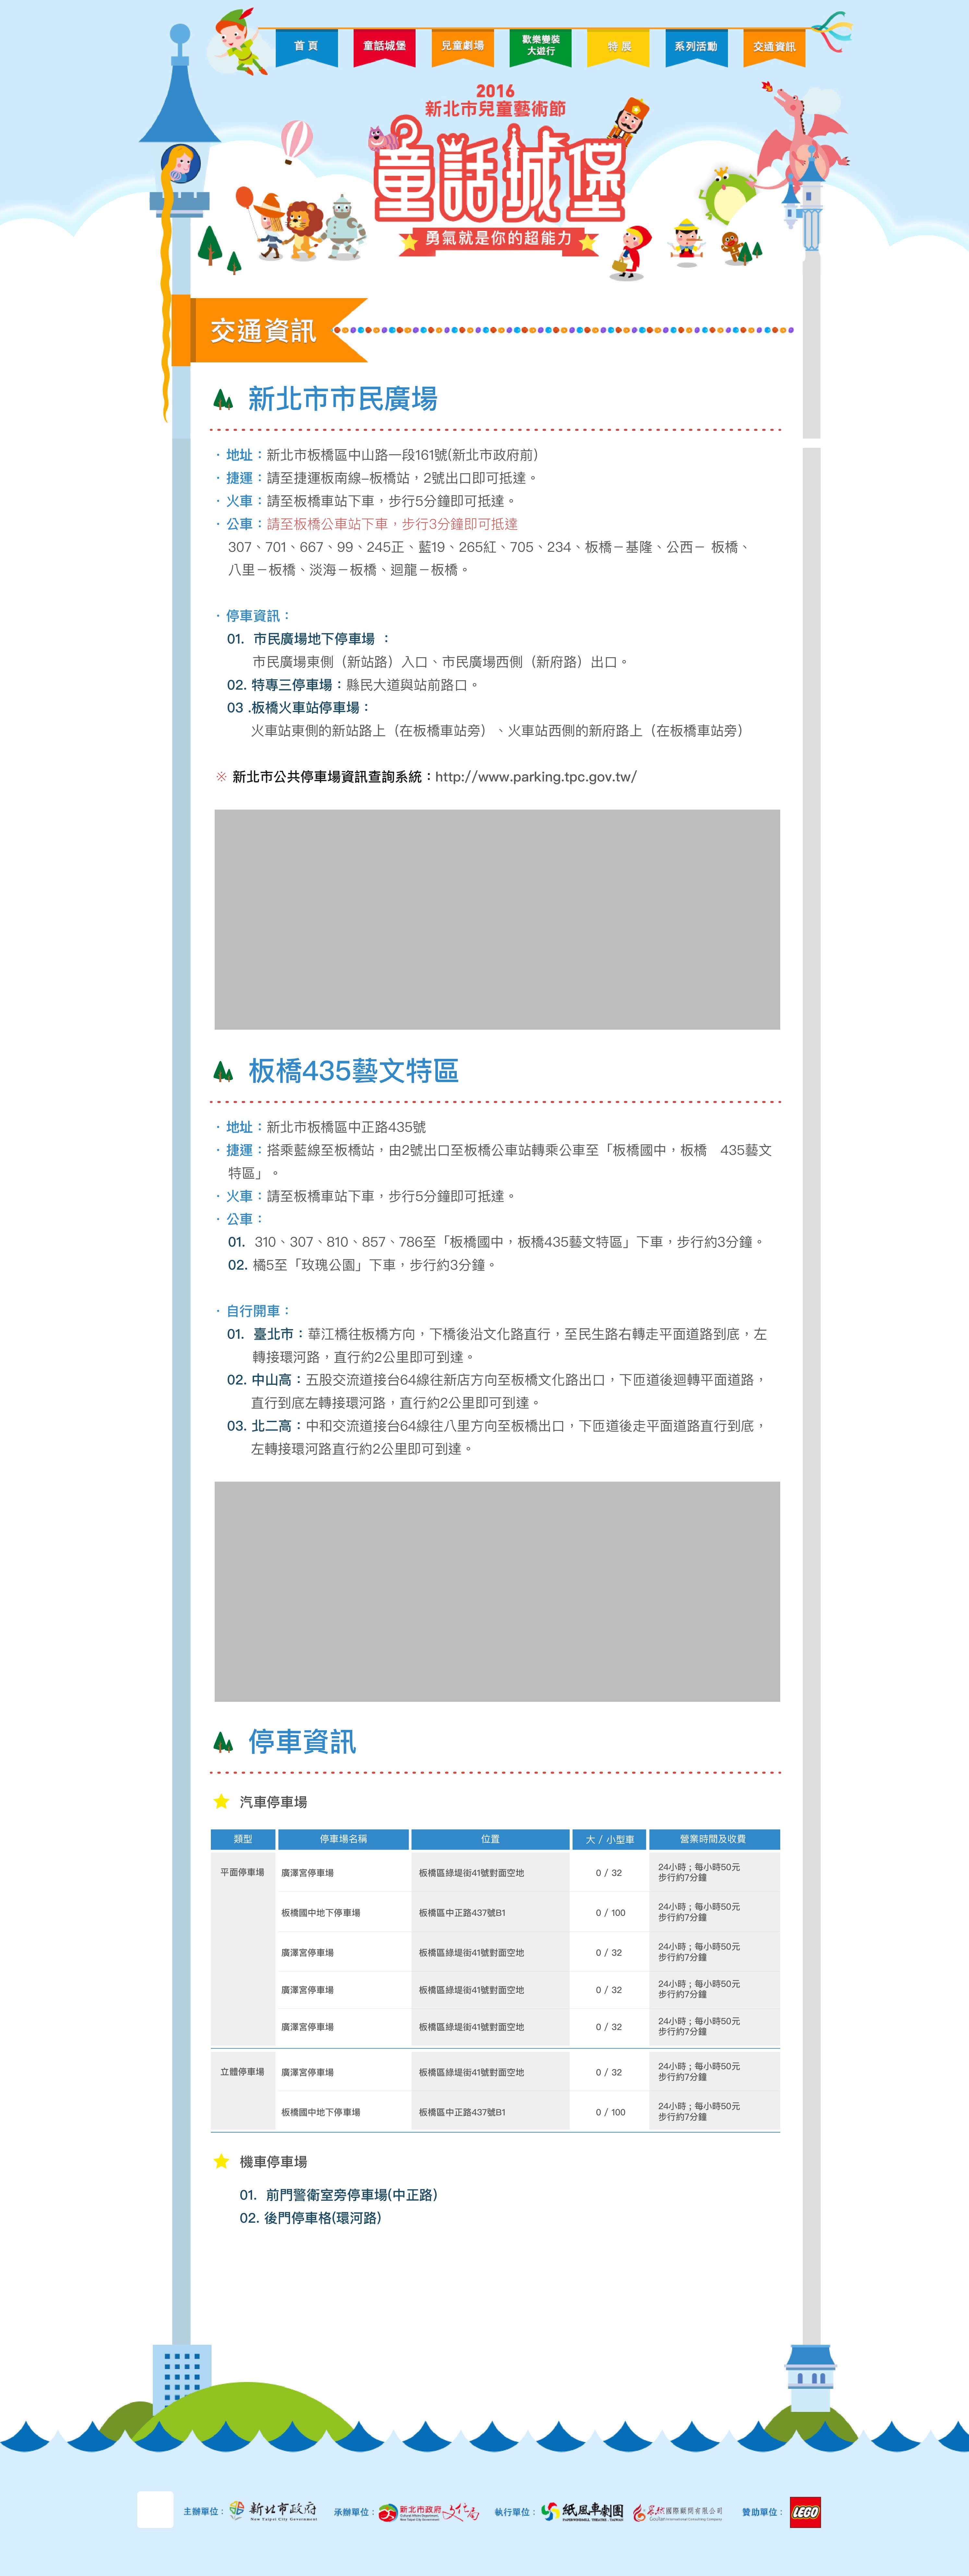 首 頁
童話城堡
兒童劇場
歡樂變裝
大遊行
特 展
系列活動
交通資訊
2016
新北市兒童藝術節
童話城堡
勇氣就是你的超能力
交通資訊
新北市市民廣場
· 地址：新北市板橋區中山路一段161號(新北市政府前)
· 捷運：請至捷運板南線–板橋站，2號出口即可抵達。
· 火車：請至板橋車站下車，步行5分鐘即可抵達。
· 公車：請至板橋公車站下車，步行3分鐘即可抵達
307、701、667、99、245正、藍19、265紅、705、234、板橋－基隆、公西－ 板橋、
八里－板橋、淡海－板橋、迴龍－板橋。
· 停車資訊：
01. 市民廣場地下停車場 ：
市民廣場東側（新站路）入口、市民廣場西側（新府路）出口。
02. 特專三停車場：縣民大道與站前路口。
03 .板橋火車站停車場：
火車站東側的新站路上（在板橋車站旁）、火車站西側的新府路上（在板橋車站旁）
※ 新北市公共停車場資訊查詢系統：http://www.parking.tpc.gov.tw/
板橋435藝文特區
· 地址：新北市板橋區中正路435號
· 捷運：搭乘藍線至板橋站，由2號出口至板橋公車站轉乘公車至「板橋國中，板橋　435藝文
特區」。
· 火車：請至板橋車站下車，步行5分鐘即可抵達。
· 公車：
01. 310、307、810、857、786至「板橋國中，板橋435藝文特區」下車，步行約3分鐘。
02. 橘5至「玫瑰公園」下車，步行約3分鐘。
· 自行開車：
01. 臺北市：華江橋往板橋方向，下橋後沿文化路直行，至民生路右轉走平面道路到底，左
轉接環河路，直行約2公里即可到達。
02. 中山高：五股交流道接台64線往新店方向至板橋文化路出口，下匝道後迴轉平面道路，
直行到底左轉接環河路，直行約2公里即可到達。
03. 北二高：中和交流道接台64線往八里方向至板橋出口，下匝道後走平面道路直行到底，
左轉接環河路直行約2公里即可到達。
停車資訊
汽車停車場
類型 停車場名稱 位置 大 / 小型車 營業時間及收費
平面停車場 廣澤宮停車場 板橋區綠堤街41號對面空地 0 / 32 24小時；每小時50元
步行約7分鐘
板橋國中地下停車場 板橋區中正路437號B1 0 / 100 24小時；每小時50元
步行約7分鐘
廣澤宮停車場 板橋區綠堤街41號對面空地 0 / 32 24小時；每小時50元
步行約7分鐘
廣澤宮停車場 板橋區綠堤街41號對面空地 0 / 32 24小時；每小時50元
步行約7分鐘
廣澤宮停車場 板橋區綠堤街41號對面空地 0 / 32 24小時；每小時50元
步行約7分鐘
立體停車場 廣澤宮停車場 板橋區綠堤街41號對面空地 0 / 32 24小時；每小時50元
步行約7分鐘
板橋國中地下停車場 板橋區中正路437號B1 0 / 100 24小時；每小時50元
步行約7分鐘
機車停車場
01. 前門警衛室旁停車場(中正路)
02. 後門停車格(環河路)
主辦單位： 新北市政府
New Taipei City Government
承辦單位： 新北市政府 文化局
執行單位： 紙風車劇團 國際顧問有限公司
贊助單位： LEGO